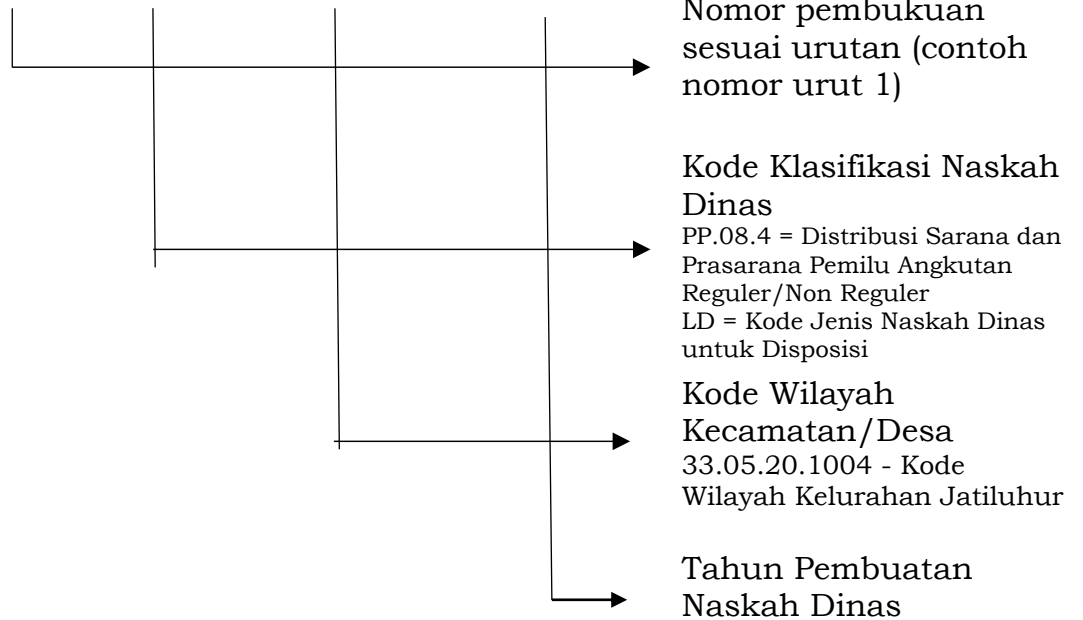 Nomor pembukuan
sesuai urutan (contoh
nomor urut 1)
Kode Klasifikasi Naskah
Dinas
PP.08.4 = Distribusi Sarana dan
Prasarana Pemilu Angkutan
Reguler/Non Reguler
LD = Kode Jenis Naskah Dinas
untuk Disposisi
Kode Wilayah
Kecamatan/Desa
33.05.20.1004 - Kode
Wilayah Kelurahan Jatiluhur
Tahun Pembuatan
Naskah Dinas